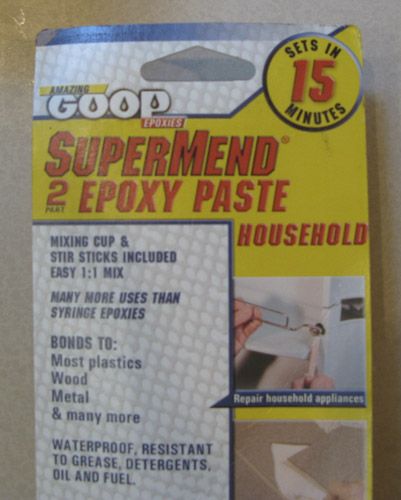 AMAZING
GOOP
EPOXIES
SETS IN
15
MINUTES
SUPERMEND®
2 PART EPOXY PASTE
HOUSEHOLD
MIXING CUP &
STIR STICKS INCLUDED
EASY 1:1 MIX
MANY MORE USES THAN
SYRINGE EPOXIES
BONDS TO:
Most plastics
Wood
Metal
& many more
Repair household appliances
WATERPROOF, RESISTANT
TO GREASE, DETERGENTS,
OIL AND FUEL.